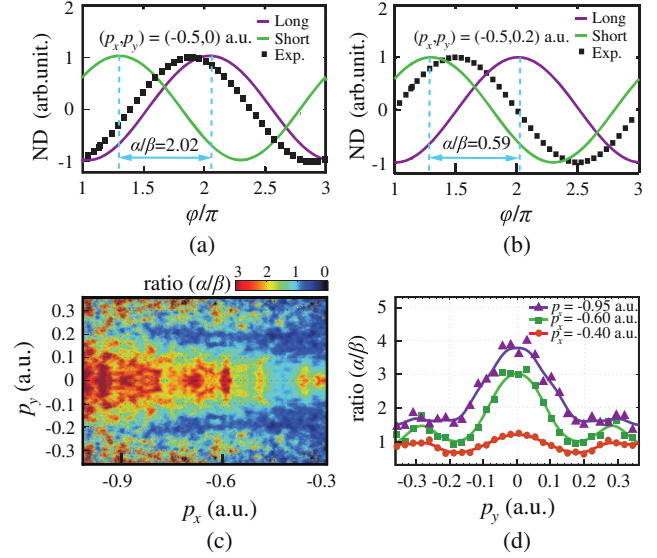 (p_x,p_y) = (-0.5,0) a.u.
Long
Short
Exp.
α/β=2.02
ND (arb.unit.)
1
0
-1
1 1.5 2 2.5 3
φ/π
(a)
(p_x,p_y) = (-0.5,0.2) a.u.
Long
Short
Exp.
α/β=0.59
ND (arb.unit.)
1
0
-1
1 1.5 2 2.5 3
φ/π
(b)
ratio (α/β)
3 2 1 0
p_y (a.u.)
0.3
0.2
0.1
0
-0.1
-0.2
-0.3
-0.9 -0.6 -0.3
p_x (a.u.)
(c)
p_x= -0.95 a.u.
p_x= -0.60 a.u.
p_x= -0.40 a.u.
ratio (α/β)
5
4
3
2
1
-0.3 -0.2 -0.1 0 0.1 0.2 0.3
p_y (a.u.)
(d)